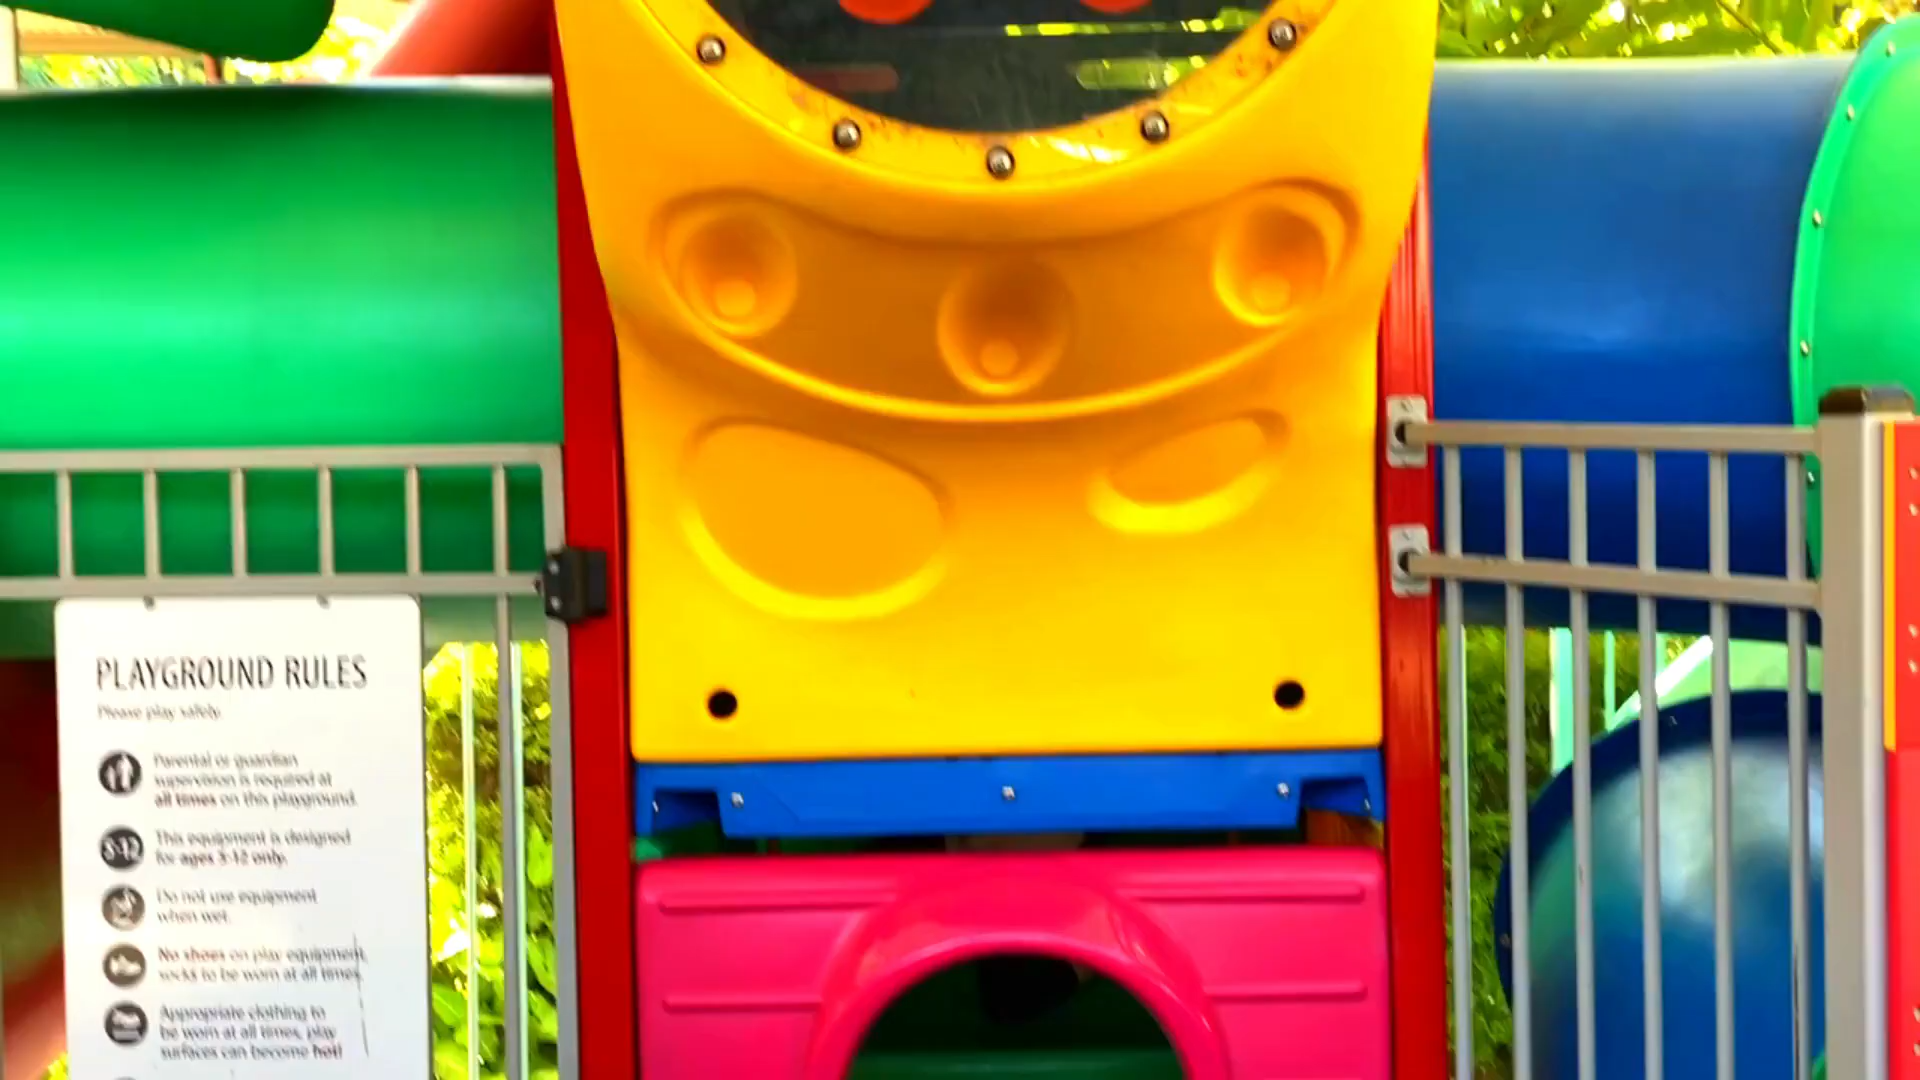 PLAYGROUND RULES
Please play safely.
Parental or guardian
supervision is required at
all times on this playground.
3-12
This equipment is designed
for ages 3-12 only.
Do not use equipment
when wet.
No shoes on play equipment,
socks to be worn at all times.
Appropriate clothing to
be worn at all times, play
surfaces can become hot!